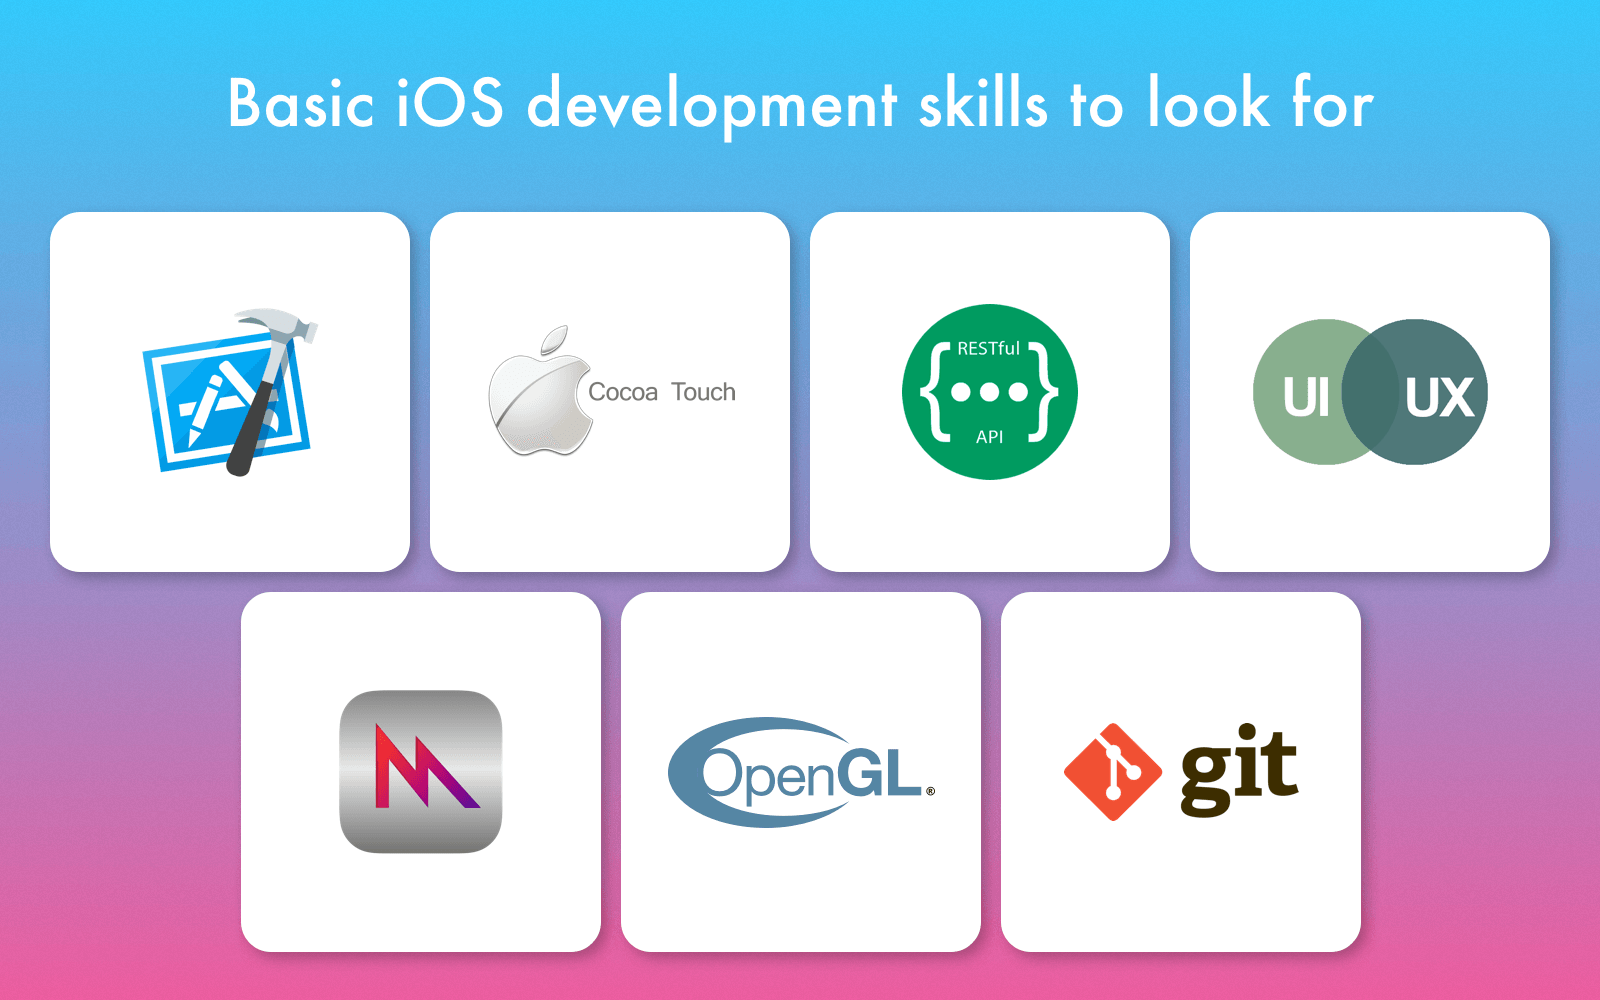 Basic iOS development skills to look for
Cocoa Touch
RESTful
API
UI UX
OpenGL®
git